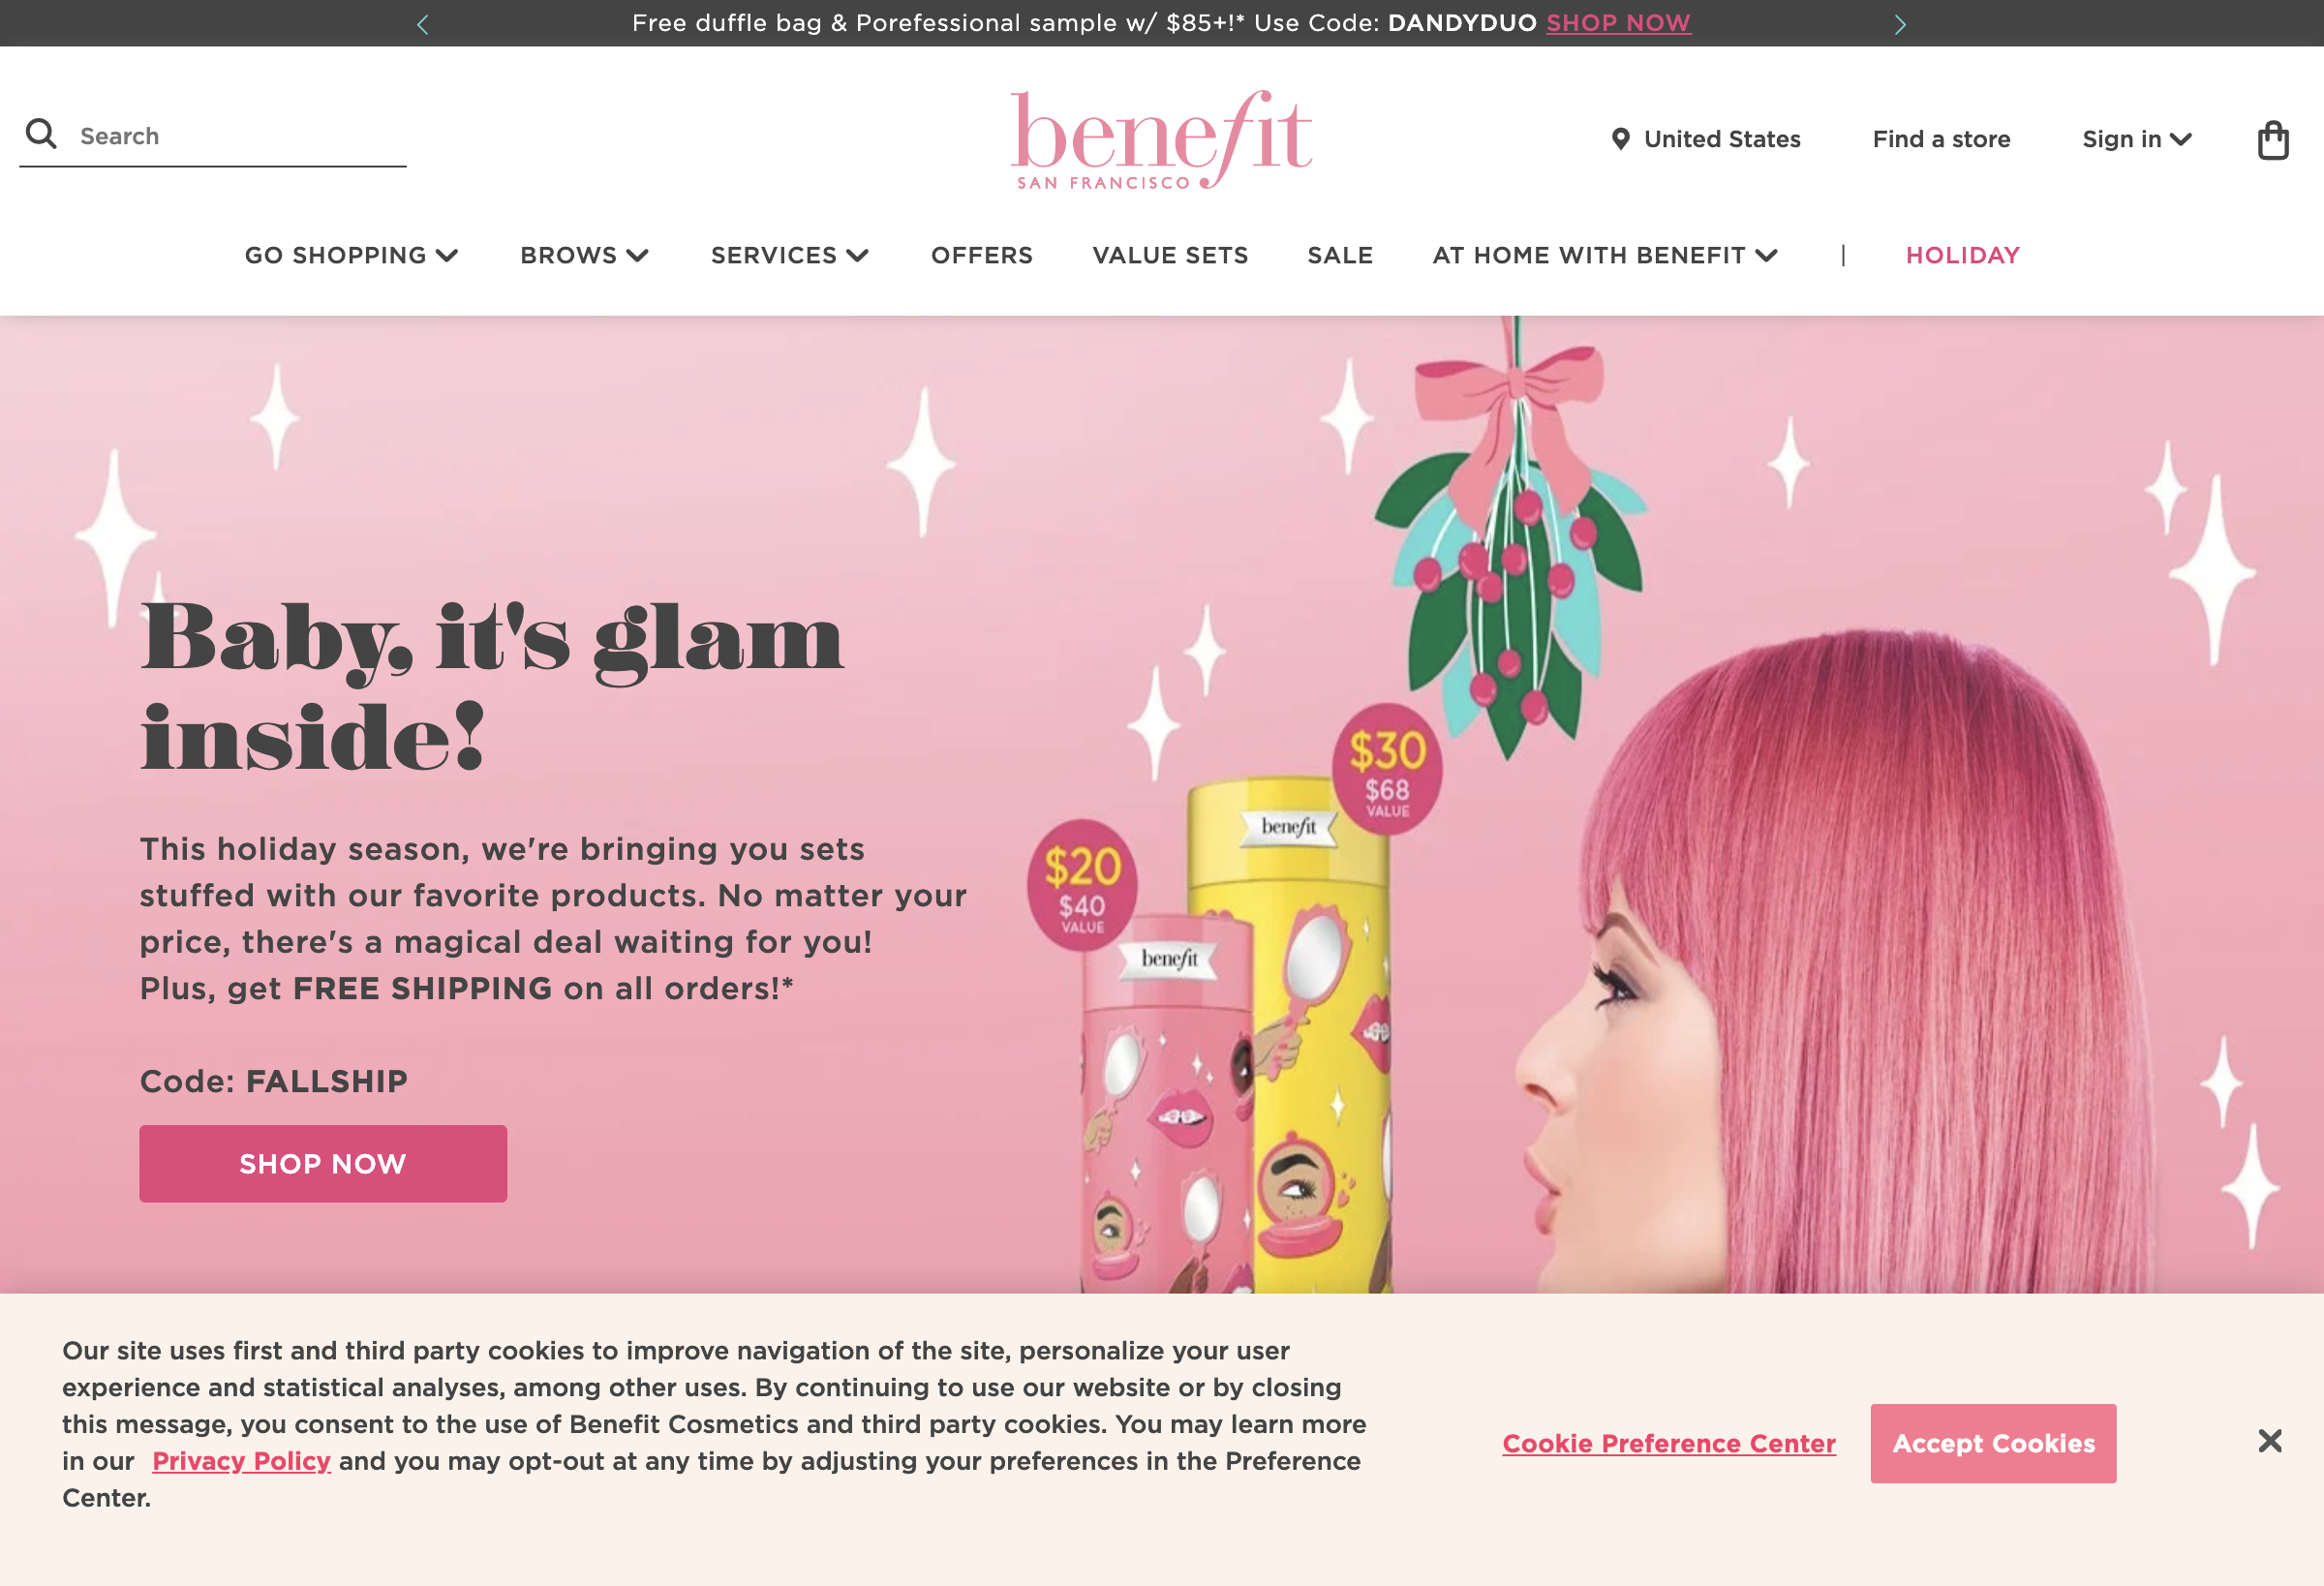 Free duffle bag & Porefessional sample w/ $85+!* Use Code: DANDYDUO SHOP NOW
Search
benefit
SAN FRANCISCO
United States
Find a store
Sign in
GO SHOPPING
BROWS
SERVICES
OFFERS
VALUE SETS
SALE
AT HOME WITH BENEFIT
|
HOLIDAY
Baby, it's glam
inside!
This holiday season, we're bringing you sets
stuffed with our favorite products. No matter your
price, there's a magical deal waiting for you!
Plus, get FREE SHIPPING on all orders!*
Code: FALLSHIP
SHOP NOW
$30
$68
VALUE
benefit
$20
$40
VALUE
benefit
Our site uses first and third party cookies to improve navigation of the site, personalize your user
experience and statistical analyses, among other uses. By continuing to use our website or by closing
this message, you consent to the use of Benefit Cosmetics and third party cookies. You may learn more
in our Privacy Policy and you may opt-out at any time by adjusting your preferences in the Preference
Center.
Cookie Preference Center
Accept Cookies